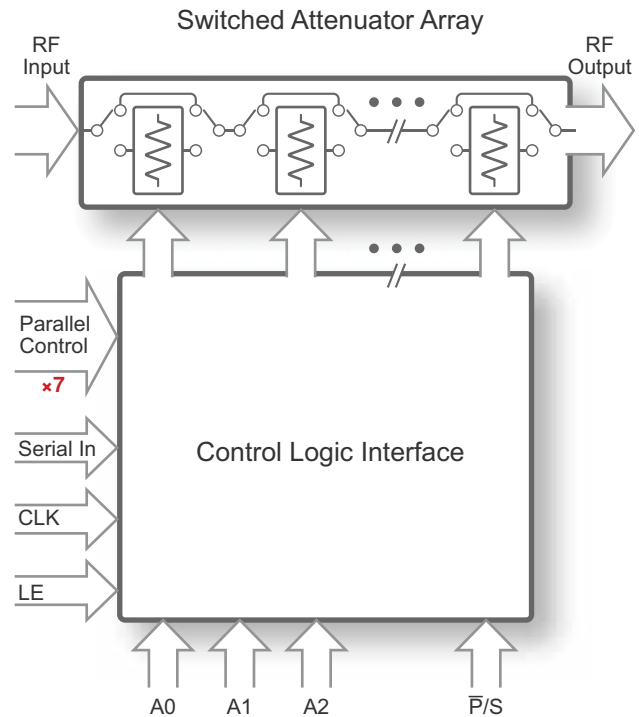 Switched Attenuator Array
RF
Input
RF
Output
Parallel
Control
×7
Serial In
Control Logic Interface
CLK
LE
A0
A1
A2
P̅/S